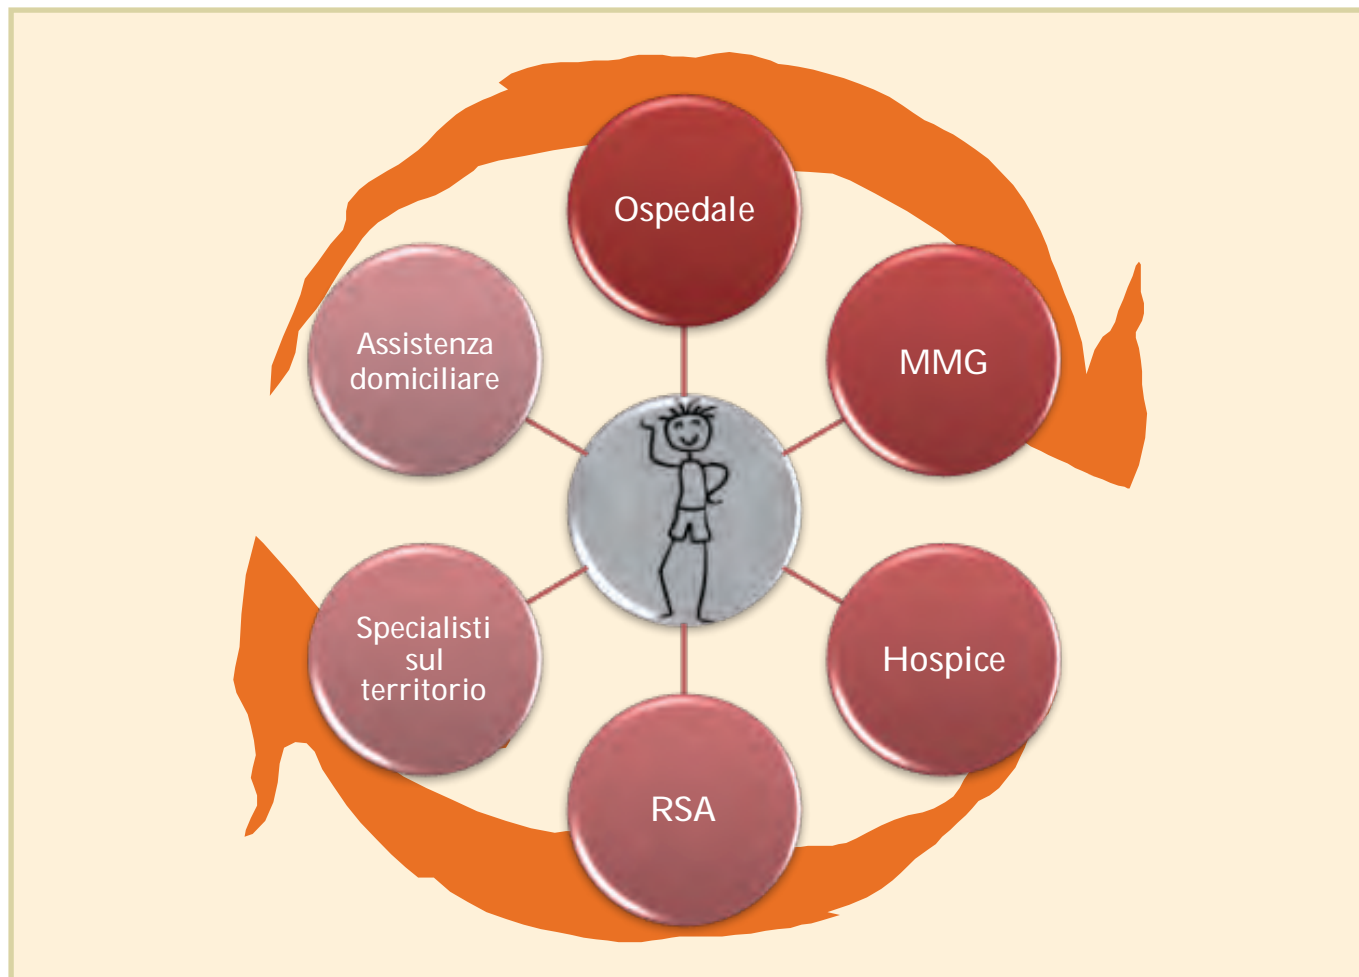 Ospedale
MMG
Hospice
RSA
Specialisti
sul
territorio
Assistenza
domiciliare